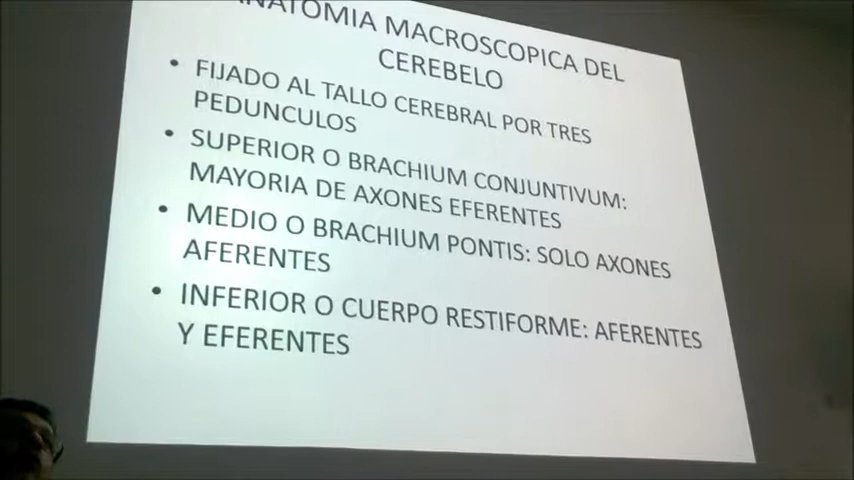 ANATOMIA MACROSCOPICA DEL
CEREBELO
• FIJADO AL TALLO CEREBRAL POR TRES
PEDUNCULOS
• SUPERIOR O BRACHIUM CONJUNTIVUM:
MAYORIA DE AXONES EFERENTES
• MEDIO O BRACHIUM PONTIS: SOLO AXONES
AFERENTES
• INFERIOR O CUERPO RESTIFORME: AFERENTES
Y EFERENTES